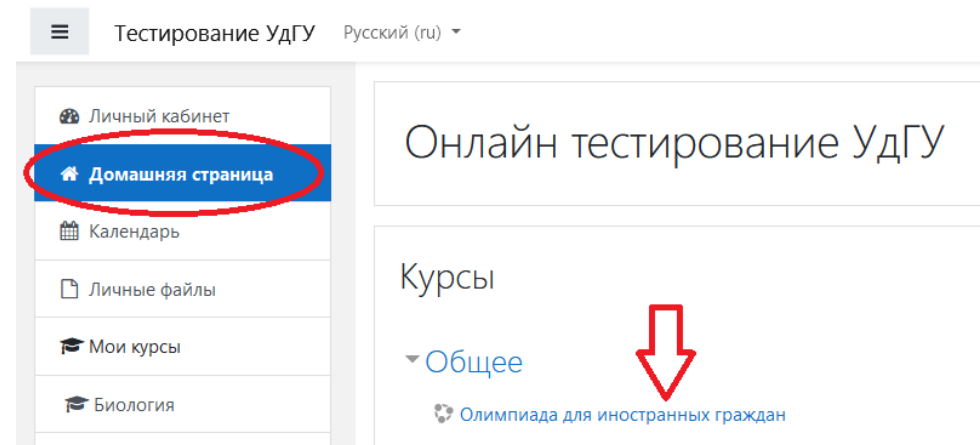 Тестирование УдГУ Русский (ru)
Личный кабинет
Домашняя страница
Календарь
Личные файлы
Мои курсы
Биология
Онлайн тестирование УдГУ
Курсы
Общее
Олимпиада для иностранных граждан